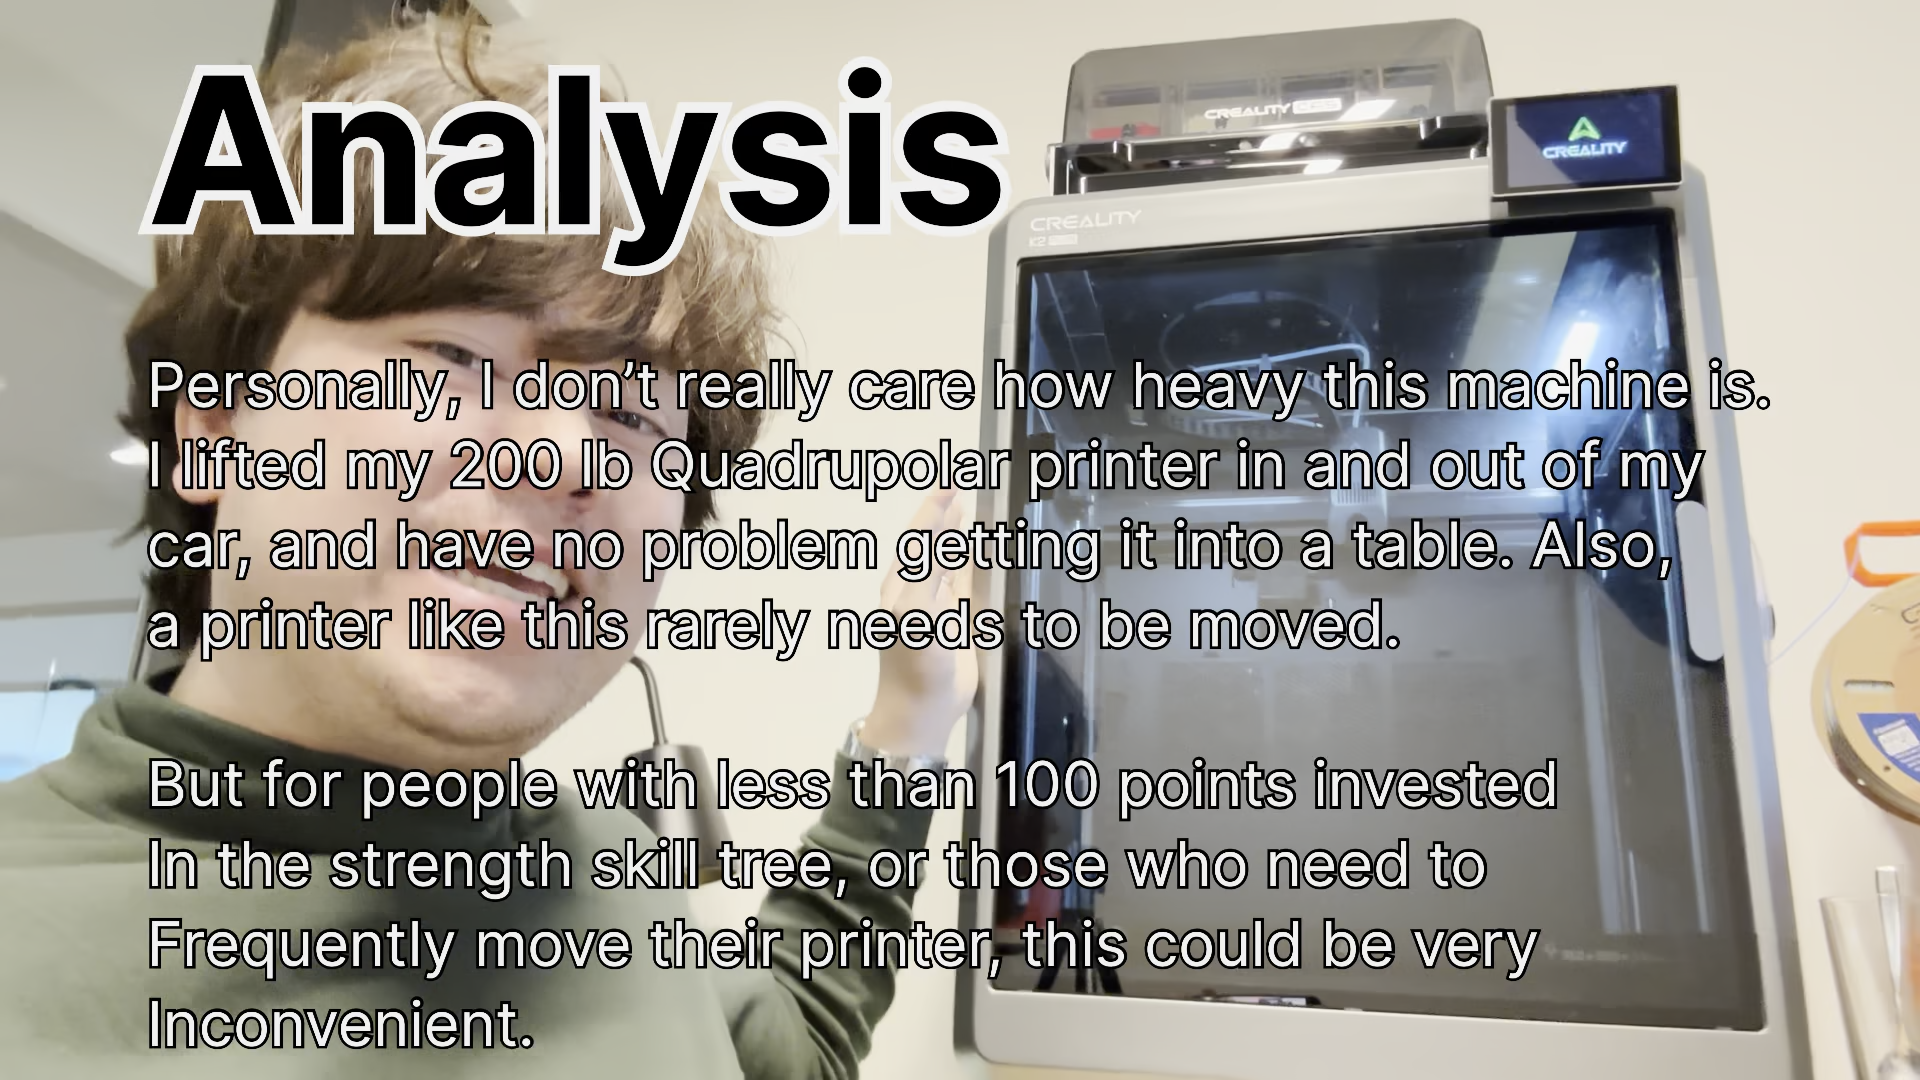 Analysis
CREALITY CFS
CREALITY
CREALITY
K2 PLUS
Personally, I don’t really care how heavy this machine is.
I lifted my 200 lb Quadrupolar printer in and out of my
car, and have no problem getting it into a table. Also,
a printer like this rarely needs to be moved.
But for people with less than 100 points invested
In the strength skill tree, or those who need to
Frequently move their printer, this could be very
Inconvenient.